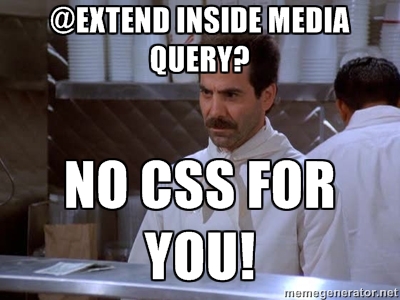 @EXTEND INSIDE MEDIA
QUERY?
NO CSS FOR
YOU!
memegenerator.net